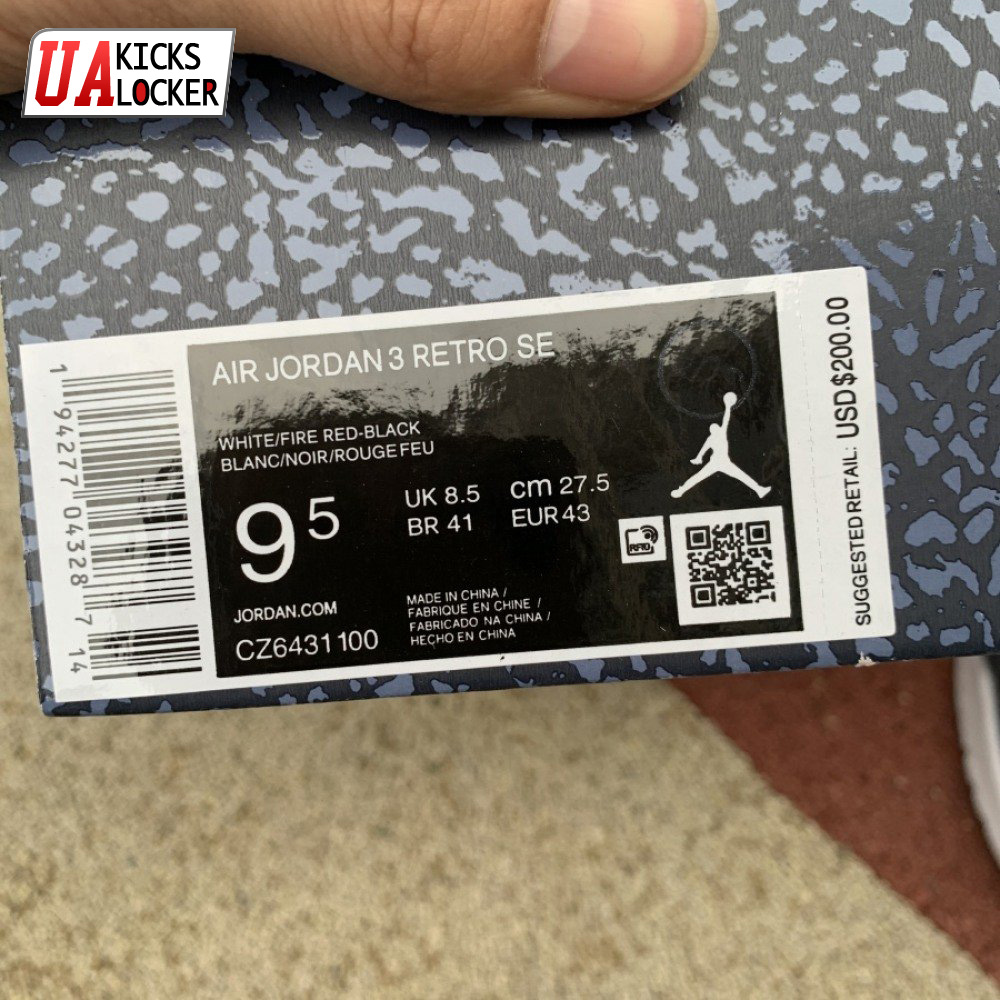 UA KICKS
LOCKER
AIR JORDAN 3 RETRO SE
WHITE/FIRE RED-BLACK
BLANC/NOIR/ROUGE FEU
9 5
UK 8.5 cm 27.5
BR 41 EUR 43
RFID
JORDAN.COM
CZ6431 100
MADE IN CHINA /
FABRIQUE EN CHINE /
FABRICADO NA CHINA /
HECHO EN CHINA
1 94277 04328 7 14
SUGGESTED RETAIL: USD$200.00